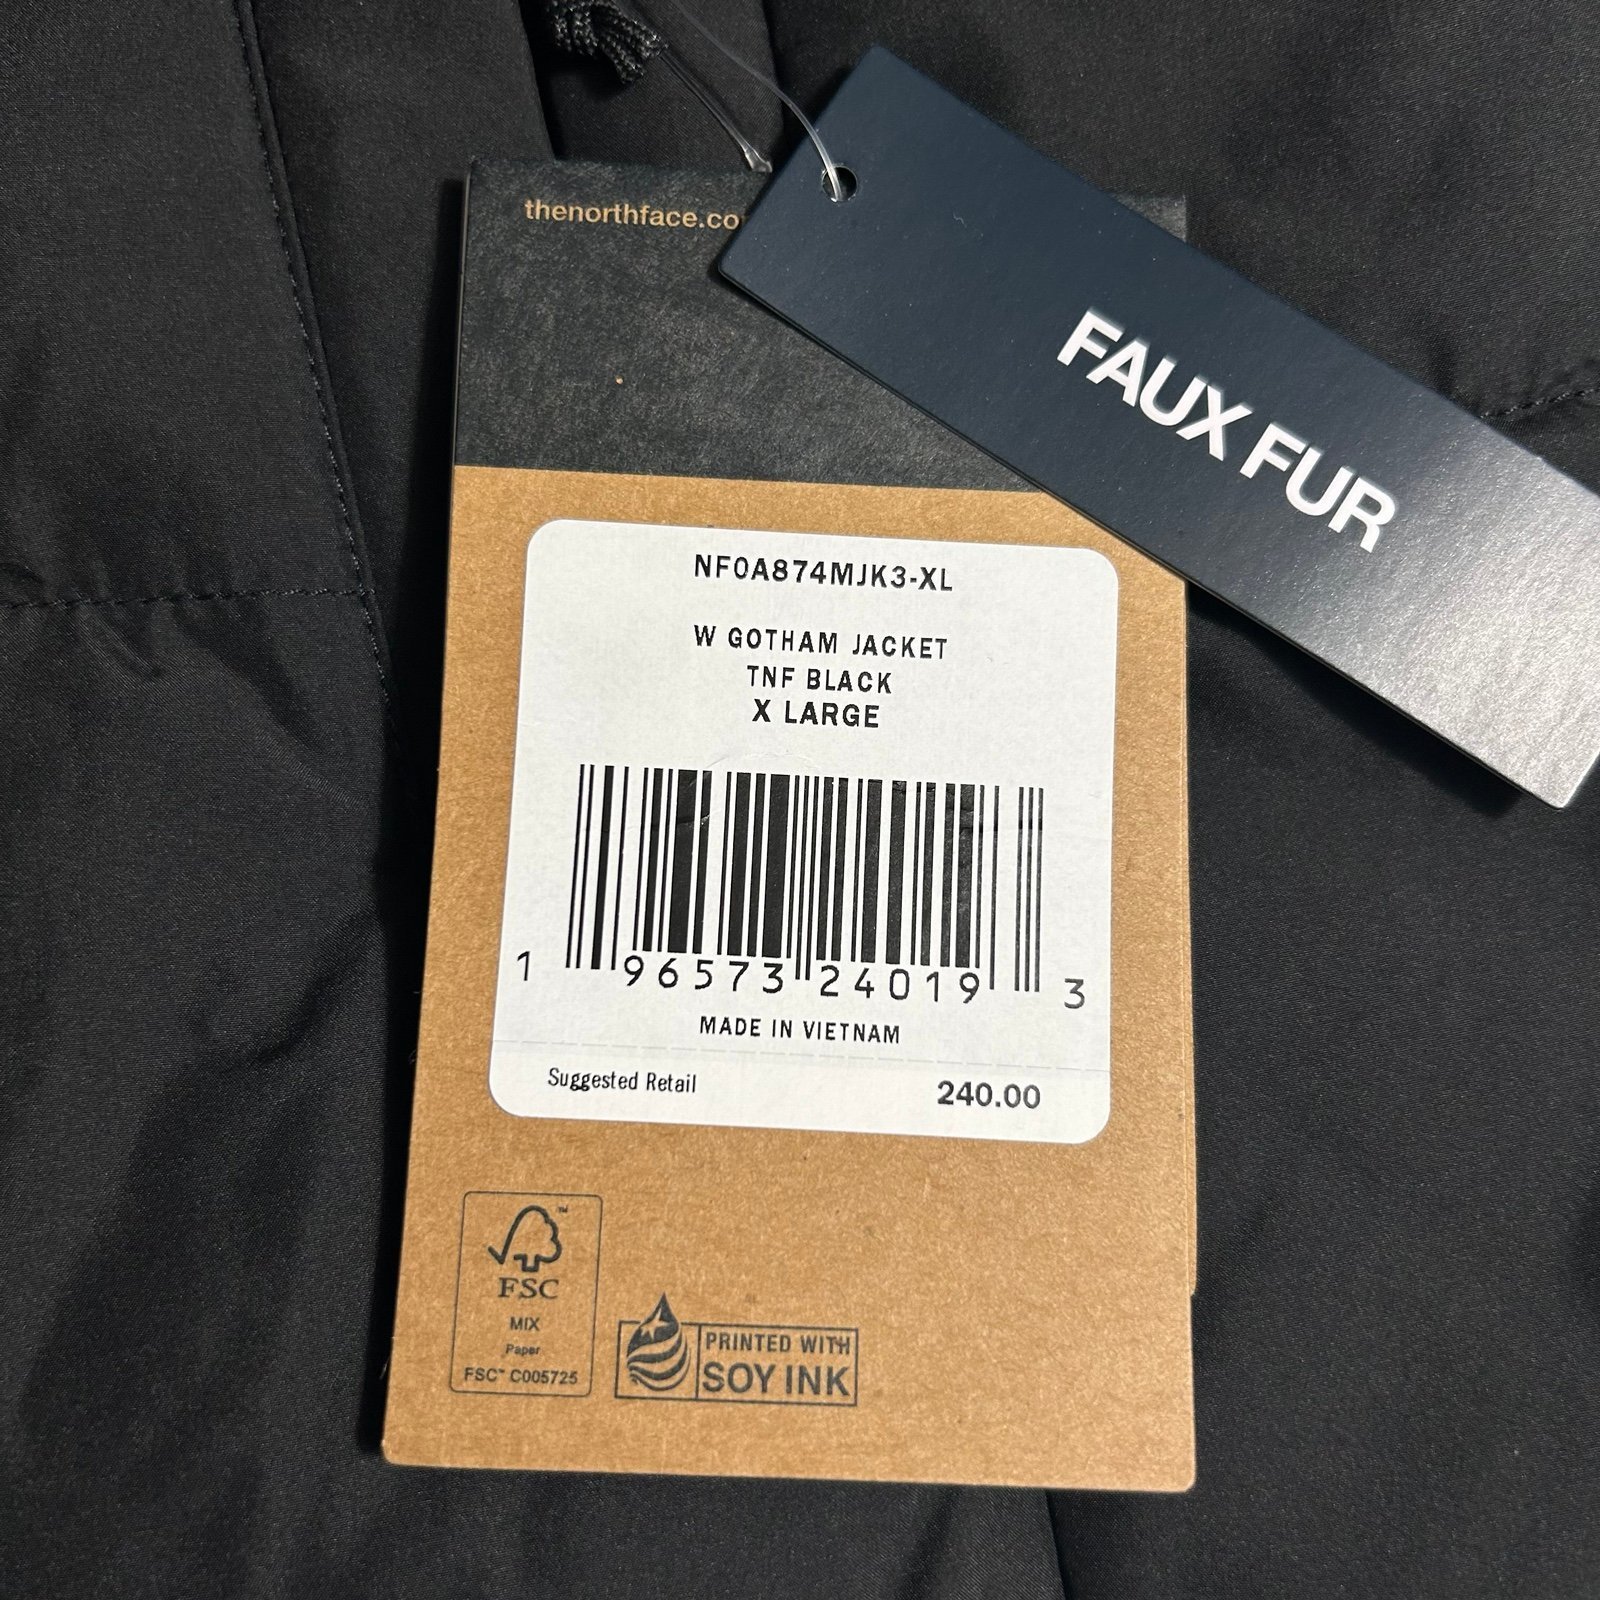 thenorthface.co
FAUX FUR
NF0A874MJK3-XL
W GOTHAM JACKET
TNF BLACK
X LARGE
1 96573 24019 3
MADE IN VIETNAM
Suggested Retail 240.00
FSC
MIX
Paper
FSC™ C005725
PRINTED WITH
SOY INK